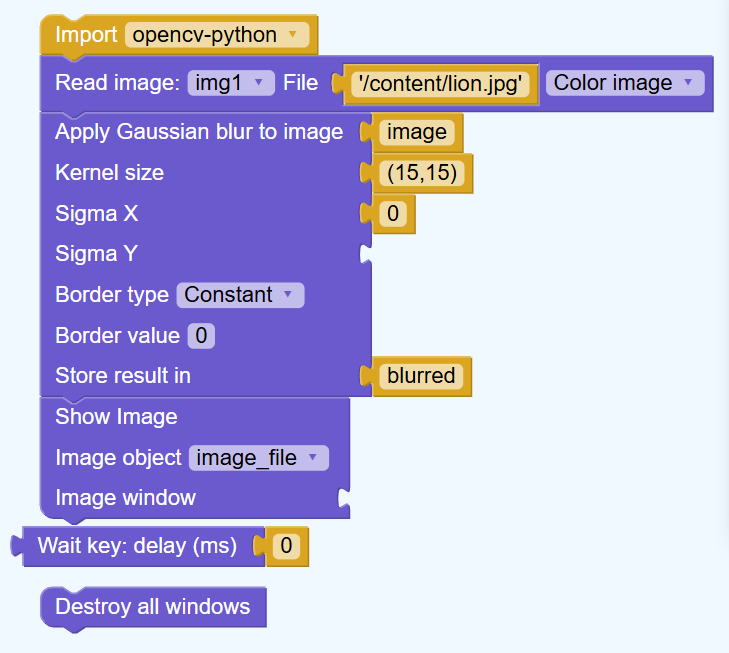 Import opencv-python
Read image: img1 File '/content/lion.jpg' Color image
Apply Gaussian blur to image image
Kernel size (15,15)
Sigma X 0
Sigma Y
Border type Constant
Border value 0
Store result in blurred
Show Image
Image object image_file
Image window
Wait key: delay (ms) 0
Destroy all windows